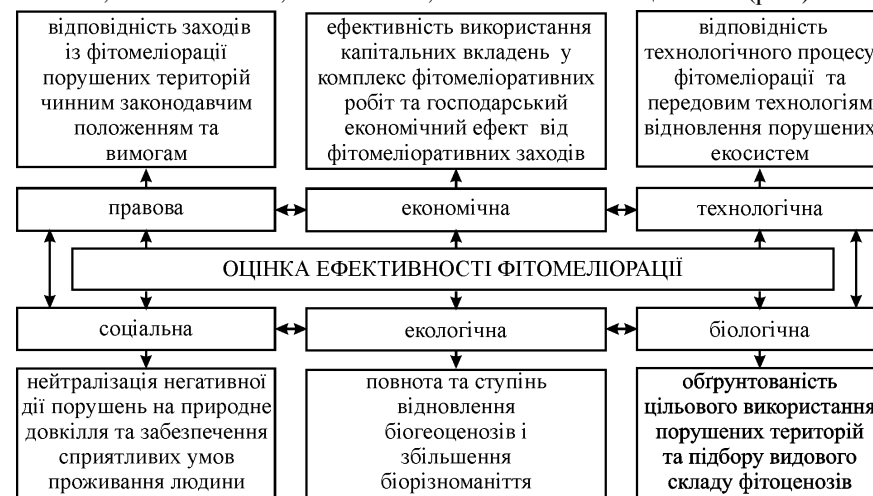 відповідність заходів
із фітомеліорації
порушених територій
чинним законодавчим
положенням та
вимогам
ефективність використання
капітальних вкладень у
комплекс фітомеліоративних
робіт та господарський
економічний ефект від
фітомеліоративних заходів
відповідність
технологічного процесу
фітомеліорації та
передовим технологіям
відновлення порушених
екосистем
правова
економічна
технологічна
ОЦІНКА ЕФЕКТИВНОСТІ ФІТОМЕЛІОРАЦІЇ
соціальна
екологічна
біологічна
нейтралізація негативної
дії порушень на природне
довкілля та забезпечення
сприятливих умов
проживання людини
повнота та ступінь
відновлення
біогеоценозів і
збільшення
біорізноманіття
обґрунтованість
цільового використання
порушених територій
та підбору видового
складу фітоценозів